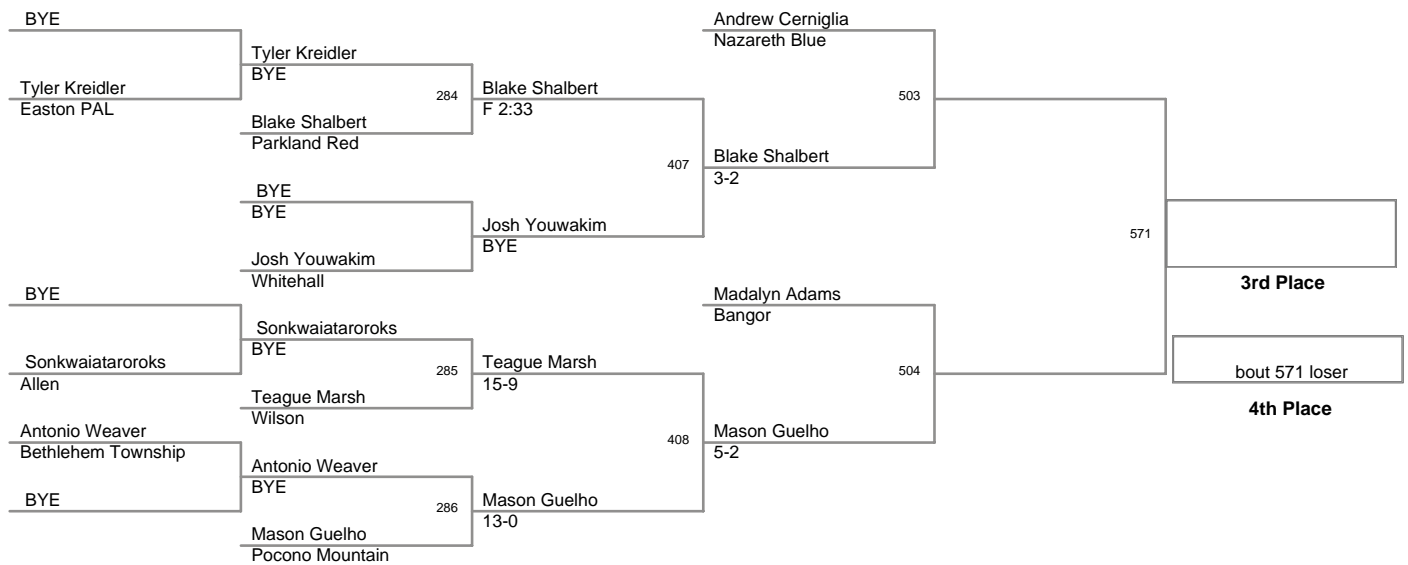 BYE
Tyler Kreidler
Easton PAL
Tyler Kreidler
BYE
284
Blake Shalbert
Parkland Red
Blake Shalbert
F 2:33
BYE
BYE
Josh Youwakim
Whitehall
Josh Youwakim
BYE
407
Andrew Cerniglia
Nazareth Blue
Blake Shalbert
3-2
503
BYE
Sonkwaiataroroks
Allen
Sonkwaiataroroks
BYE
285
Teague Marsh
Wilson
Teague Marsh
15-9
Antonio Weaver
Bethlehem Township
BYE
Antonio Weaver
BYE
286
Mason Guelho
Pocono Mountain
Mason Guelho
13-0
408
Madalyn Adams
Bangor
Mason Guelho
5-2
504
571
3rd Place
bout 571 loser
4th Place